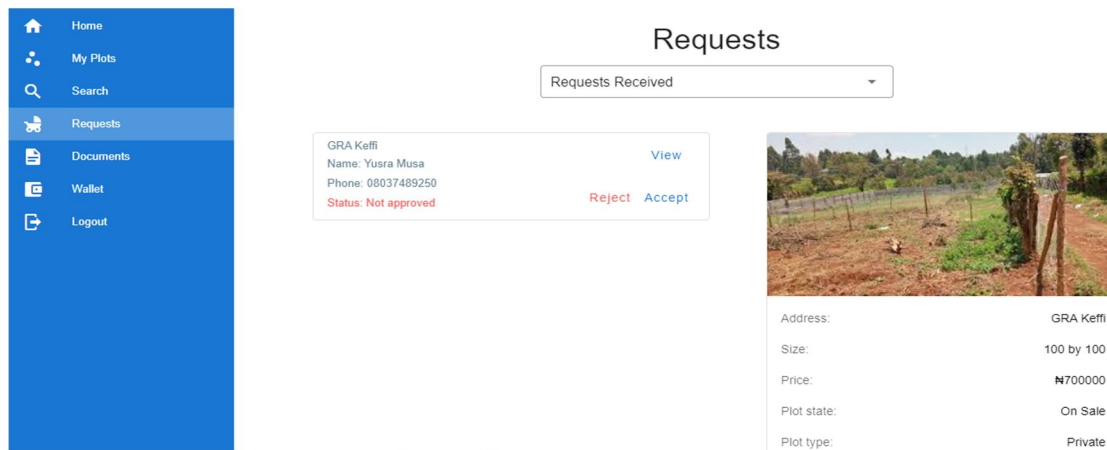 Home
My Plots
Search
Requests
Documents
Wallet
Logout
Requests
Requests Received
GRA Keffi
Name: Yusra Musa
View
Phone: 08037489250
Status: Not approved
Reject Accept
Address: GRA Keffi
Size: 100 by 100
Price: ₦700000
Plot state: On Sale
Plot type: Private